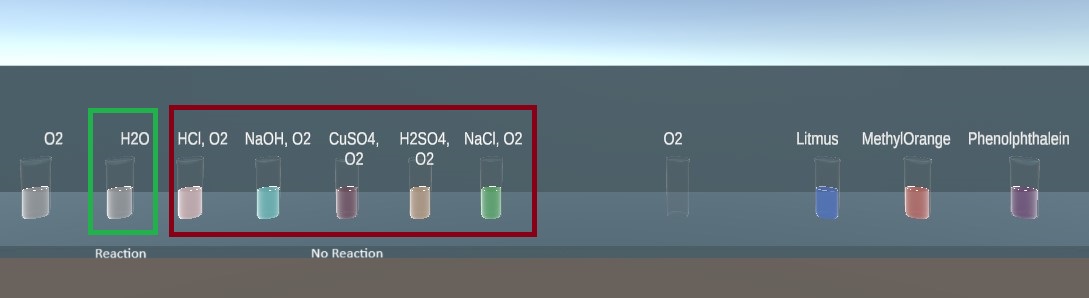 O2
H2O
HCl, O2
NaOH, O2
CuSO4,
O2
H2SO4,
O2
NaCl, O2
O2
Litmus
MethylOrange
Phenolphthalein
Reaction
No Reaction